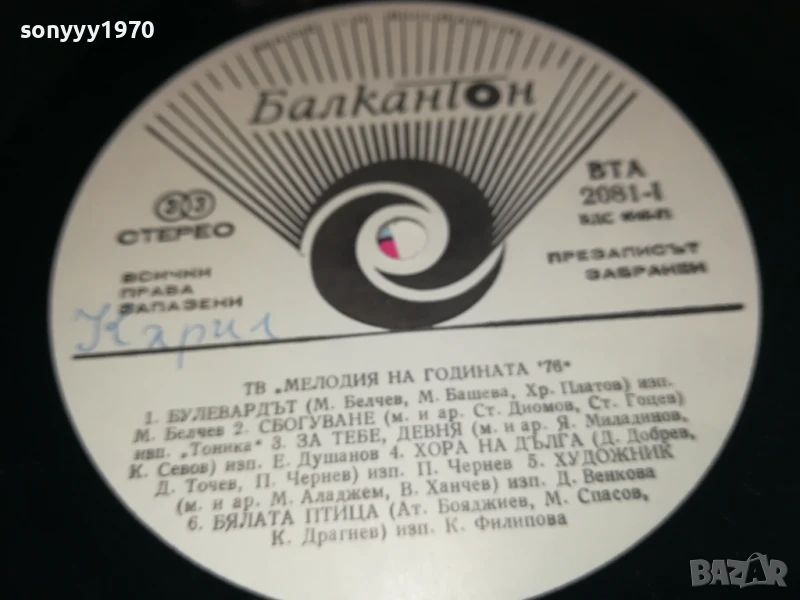 sonyyy1970
Балкантон
ВТА
2081-I
33
СТЕРЕО
БДС
ВСИЧКИ
ПРАВА
ЗАПАЗЕНИ
ПРЕЗАПИСЪТ
ЗАБРАНЕН
Кирил
ТВ „МЕЛОДИЯ НА ГОДИНАТА '76"
1. БУЛЕВАРДЪТ (М. Белчев, М. Башева, Хр. Платов) изп.
М. Белчев 2. СБОГУВАНЕ (м. и ар. Ст. Диомов, Ст. Гоцев)
изп. „Тоника" 3. ЗА ТЕБЕ, ДЕВНЯ (м. и ар. Я. Миладинов,
К. Севов) изп. Е. Душанов 4. ХОРА НА ДЪЛГА (Д. Добрев,
Д. Точев, П. Чернев) изп. П. Чернев 5. ХУДОЖНИК
(м. и ар. М. Аладжем, В. Ханчев) изп. Д. Венкова
6. БЯЛАТА ПТИЦА (Ат. Бояджиев, М. Спасов,
К. Драгнев) изп. К. Филипова
BAZAR